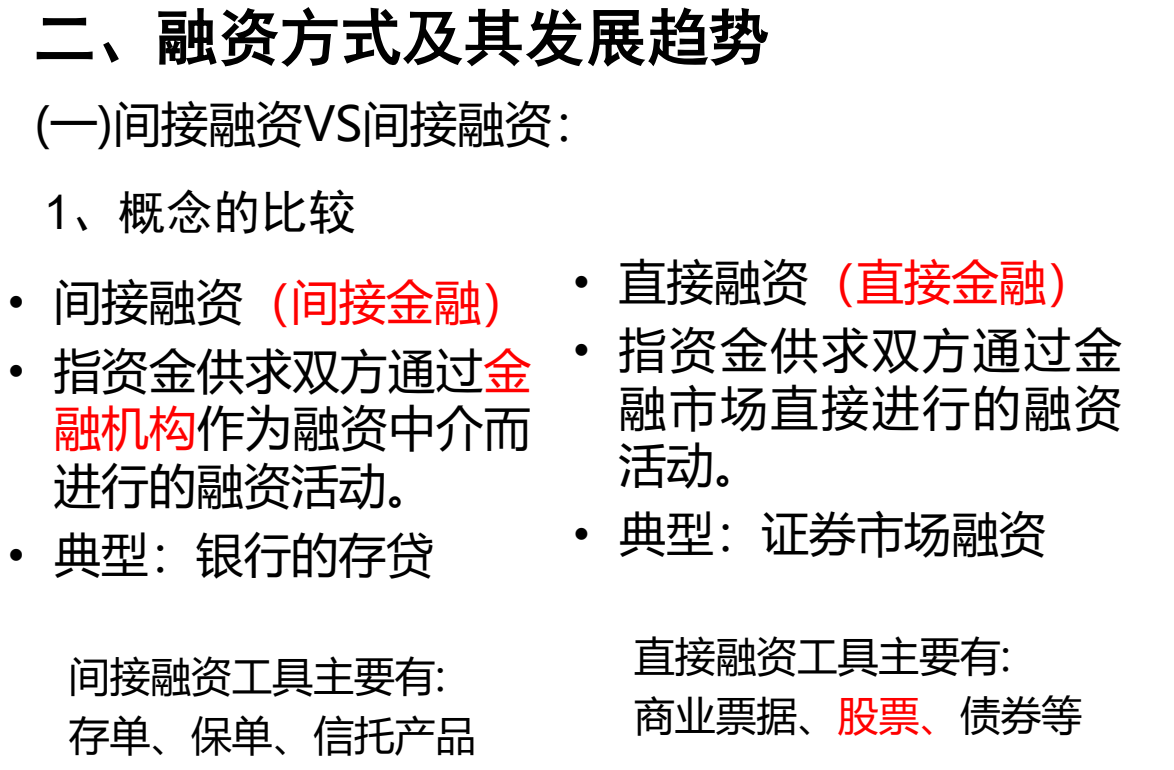 二、融资方式及其发展趋势
(一)间接融资VS间接融资：
1、概念的比较
• 间接融资（间接金融）
• 指资金供求双方通过金
融机构作为融资中介而
进行的融资活动。
• 典型：银行的存贷
间接融资工具主要有:
存单、保单、信托产品
• 直接融资（直接金融）
• 指资金供求双方通过金
融市场直接进行的融资
活动。
• 典型：证券市场融资
直接融资工具主要有:
商业票据、股票、债券等